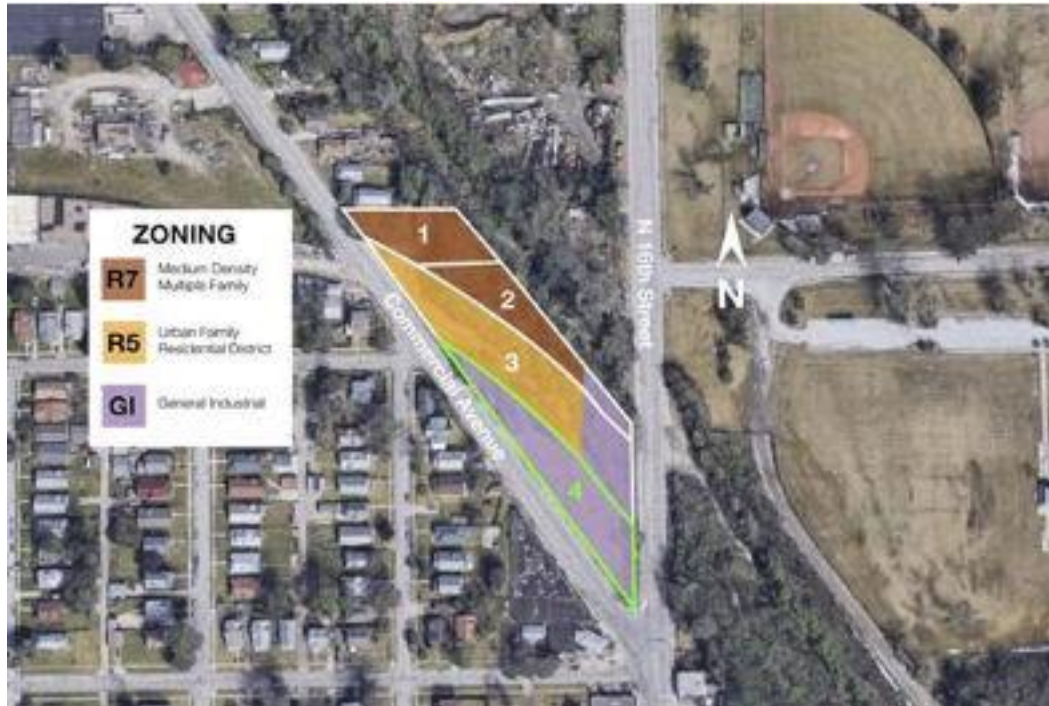 ZONING
R7
Medium Density
Multiple Family
R5
Urban Family
Residential District
GI
General Industrial
1
2
3
4
Commercial Avenue
N 16th Street
N